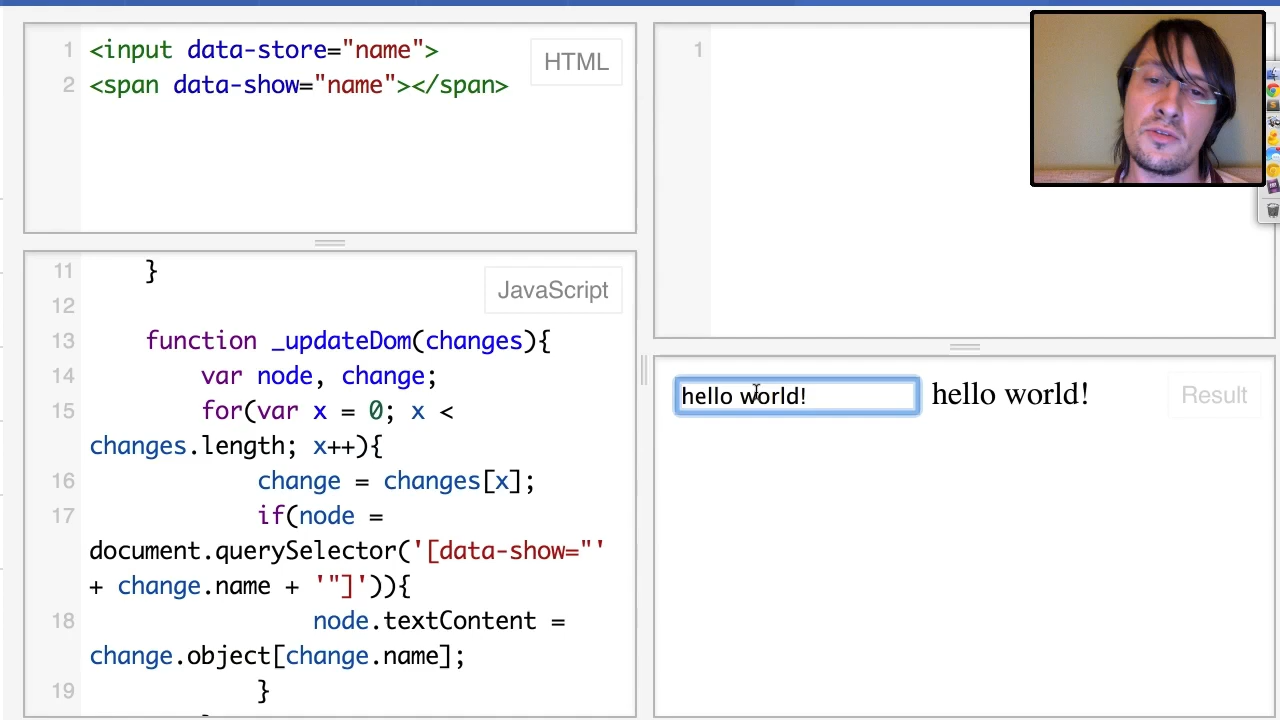 1 <input data-store="name">
2 <span data-show="name"></span>
HTML
1
11 }
JavaScript
12
13 function _updateDom(changes){
14 var node, change;
15 for(var x = 0; x <
changes.length; x++){
16 change = changes[x];
17 if(node =
document.querySelector('[data-show="'
+ change.name + '"]')){
18 node.textContent =
change.object[change.name];
19 }
hello world! hello world!
Result